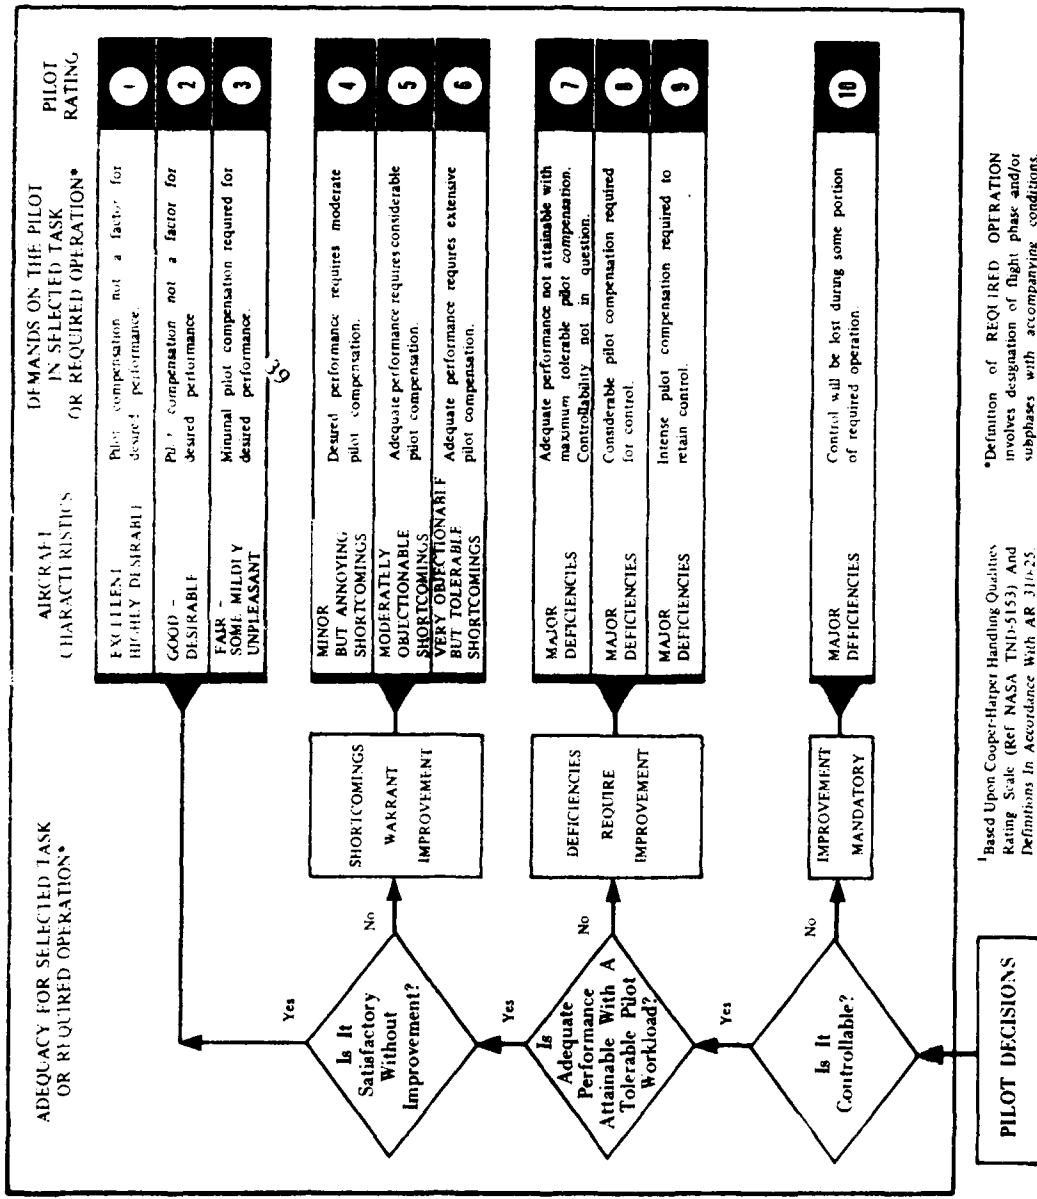 ADEQUACY FOR SELECTED TASK
OR REQUIRED OPERATION*
AIRCRAFT
CHARACTERISTICS
DEMANDS ON THE PILOT
IN SELECTED TASK
OR REQUIRED OPERATION*
PILOT
RATING
EXCELLENT
HIGHLY DESIRABLE
Pilot compensation not a factor for
desired performance.
1
GOOD -
DESIRABLE
Pilot compensation not a factor for
desired performance
2
FAIR -
SOME MILDLY
UNPLEASANT
Minimal pilot compensation required for
desired performance.
3
39
Yes
Is It
Satisfactory
Without
Improvement?
No
SHORTCOMINGS
WARRANT
IMPROVEMENT
MINOR
BUT ANNOYING
SHORTCOMINGS
Desired performance requires moderate
pilot compensation.
4
MODERATELY
OBJECTIONABLE
SHORTCOMINGS
Adequate performance requires considerable
pilot compensation.
5
VERY OBJECTIONABLE
BUT TOLERABLE
SHORTCOMINGS
Adequate performance requires extensive
pilot compensation.
6
Yes
Is
Adequate
Performance
Attainable With A
Tolerable Pilot
Workload?
No
DEFICIENCIES
REQUIRE
IMPROVEMENT
MAJOR
DEFICIENCIES
Adequate performance not attainable with
maximum tolerable pilot compensation.
Controllability not in question.
7
MAJOR
DEFICIENCIES
Considerable pilot compensation required
for control.
8
MAJOR
DEFICIENCIES
Intense pilot compensation required to
retain control.
9
Yes
Is It
Controllable?
No
IMPROVEMENT
MANDATORY
MAJOR
DEFICIENCIES
Control will be lost during some portion
of required operation.
10
PILOT DECISIONS
1Based Upon Cooper-Harper Handling Qualities
Rating Scale (Ref NASA TND-5153) And
Definitions In Accordance With AR 310-25.
*Definition of REQUIRED OPERATION
involves designation of flight phase and/or
subphases with accompanying conditions.